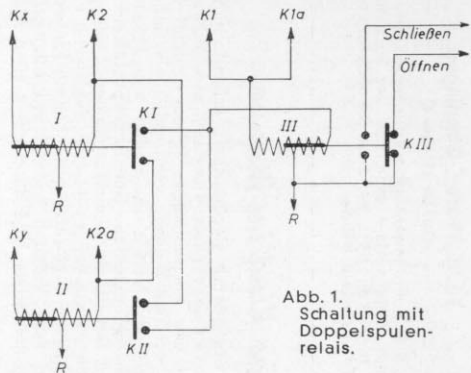 Kx K2 K1 K1a
Schließen
Öffnen
I KI III KIII
R R
Ky K2a
II KII
R
Abb. 1.
Schaltung mit
Doppelspulen-
relais.